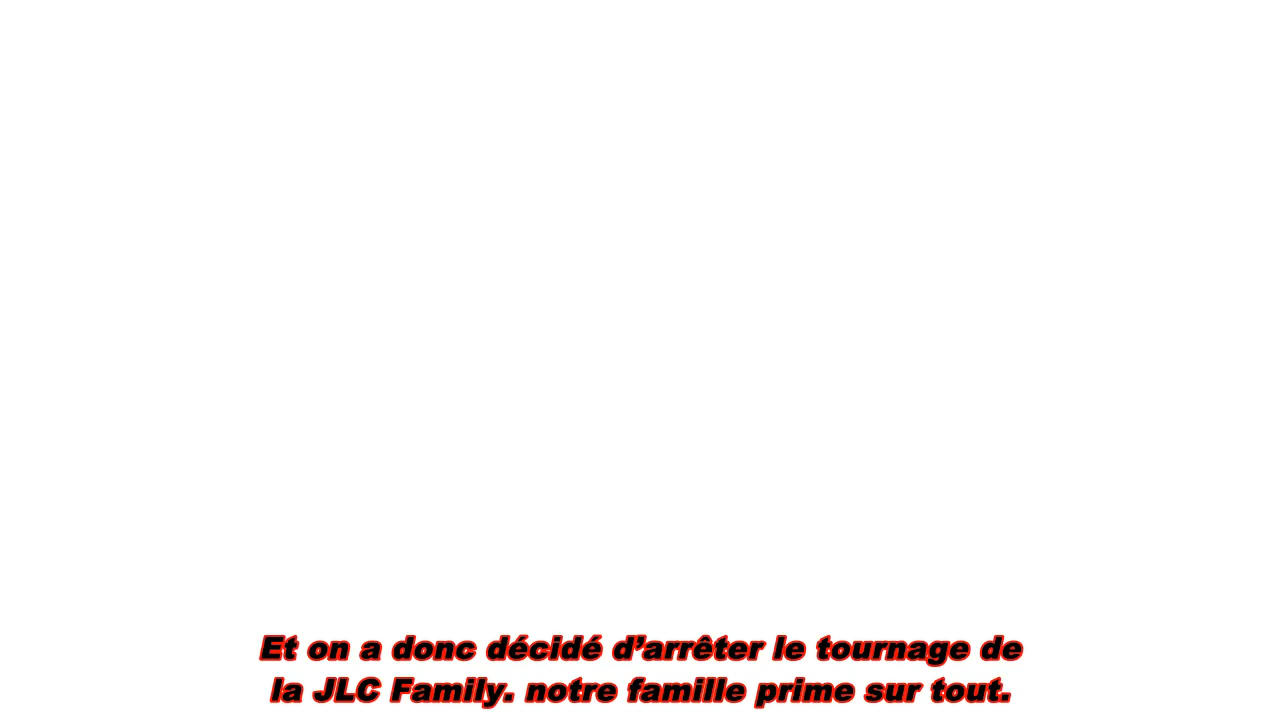 Et on a donc décidé d’arrêter le tournage de
la JLC Family. notre famille prime sur tout.